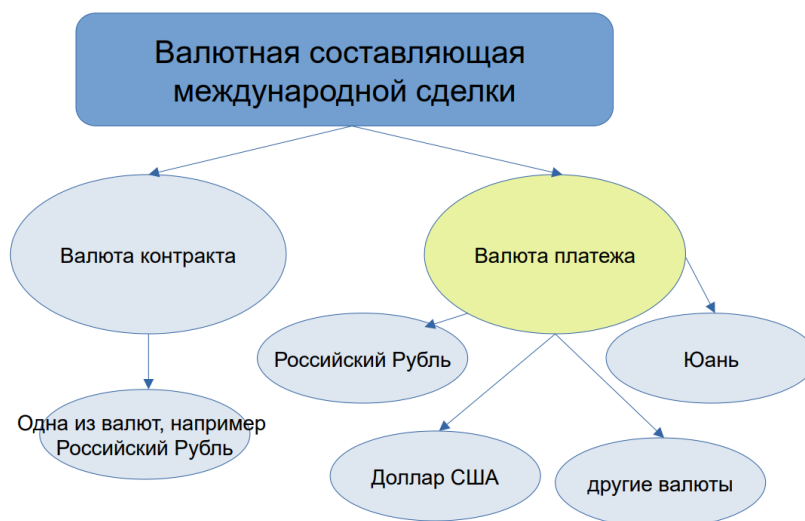 Валютная составляющая
международной сделки
Валюта контракта
Валюта платежа
Российский Рубль
Юань
Одна из валют, например
Российский Рубль
Доллар США
другие валюты